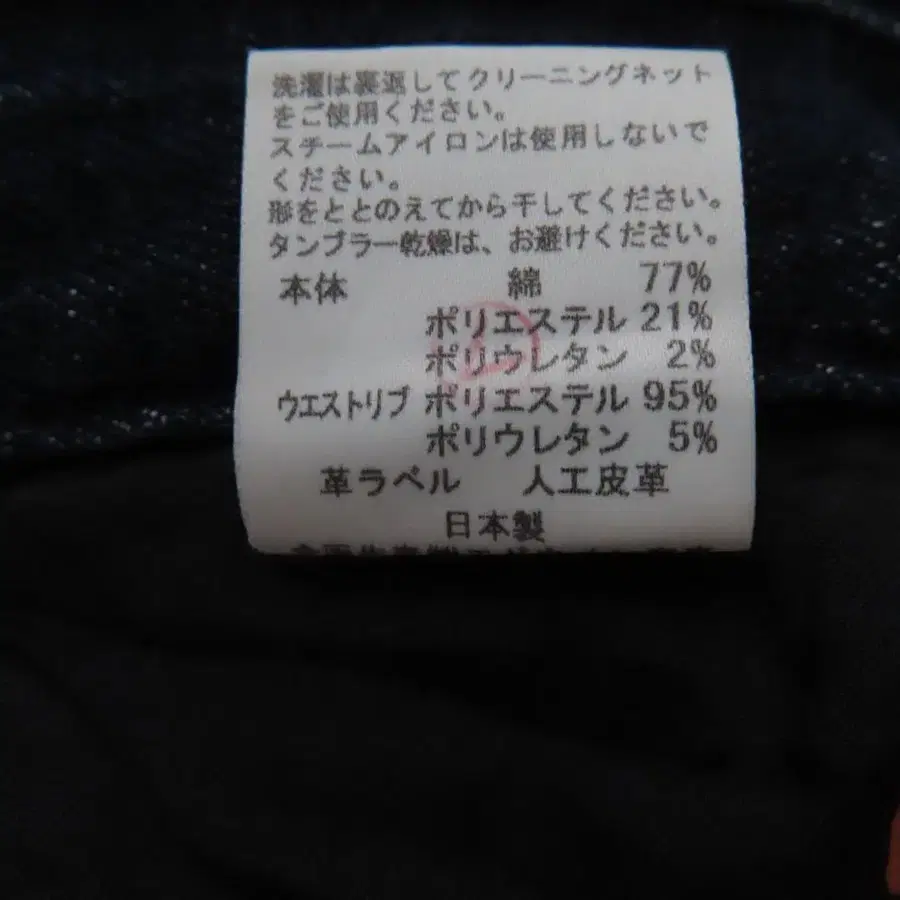 洗濯は裏返してクリーニングネット
をご使用ください。
スチームアイロンは使用しないで
ください。
形をととのえてから干してください。
タンブラー乾燥は、お避けください。
本体 綿 77%
ポリエステル 21%
ポリウレタン 2%
ウエストリブ ポリエステル 95%
ポリウレタン 5%
革ラベル 人工皮革
日本製